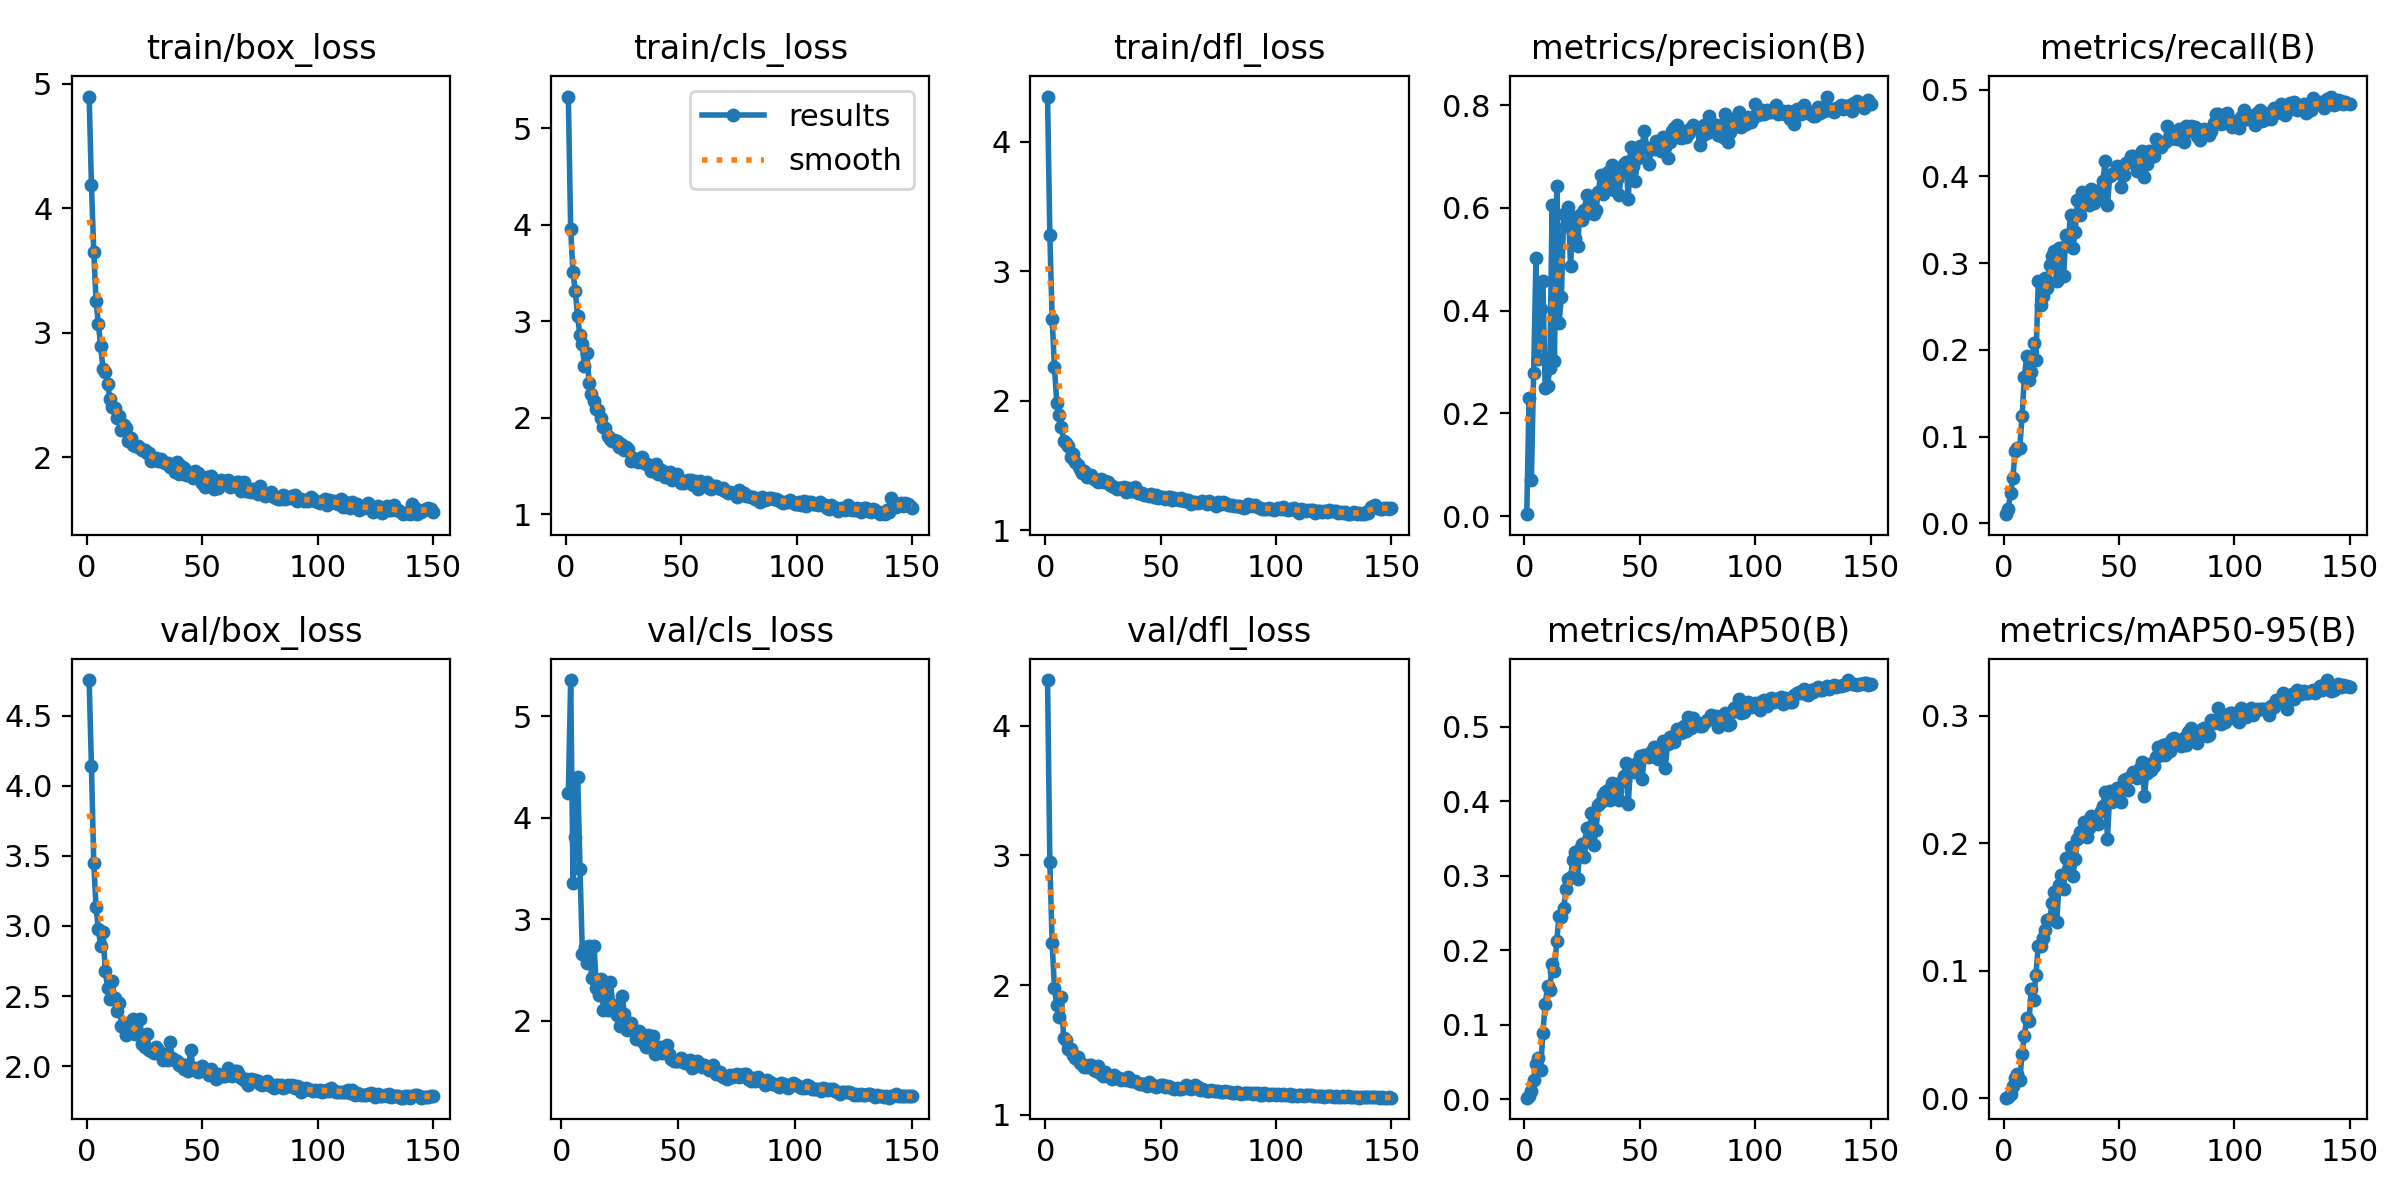 train/box_loss
5
4
3
2
0 50 100 150
train/cls_loss
results
smooth
5
4
3
2
1
0 50 100 150
train/dfl_loss
4
3
2
1
0 50 100 150
metrics/precision(B)
0.8
0.6
0.4
0.2
0.0
0 50 100 150
metrics/recall(B)
0.5
0.4
0.3
0.2
0.1
0.0
0 50 100 150
val/box_loss
4.5
4.0
3.5
3.0
2.5
2.0
0 50 100 150
val/cls_loss
5
4
3
2
0 50 100 150
val/dfl_loss
4
3
2
1
0 50 100 150
metrics/mAP50(B)
0.5
0.4
0.3
0.2
0.1
0.0
0 50 100 150
metrics/mAP50-95(B)
0.3
0.2
0.1
0.0
0 50 100 150